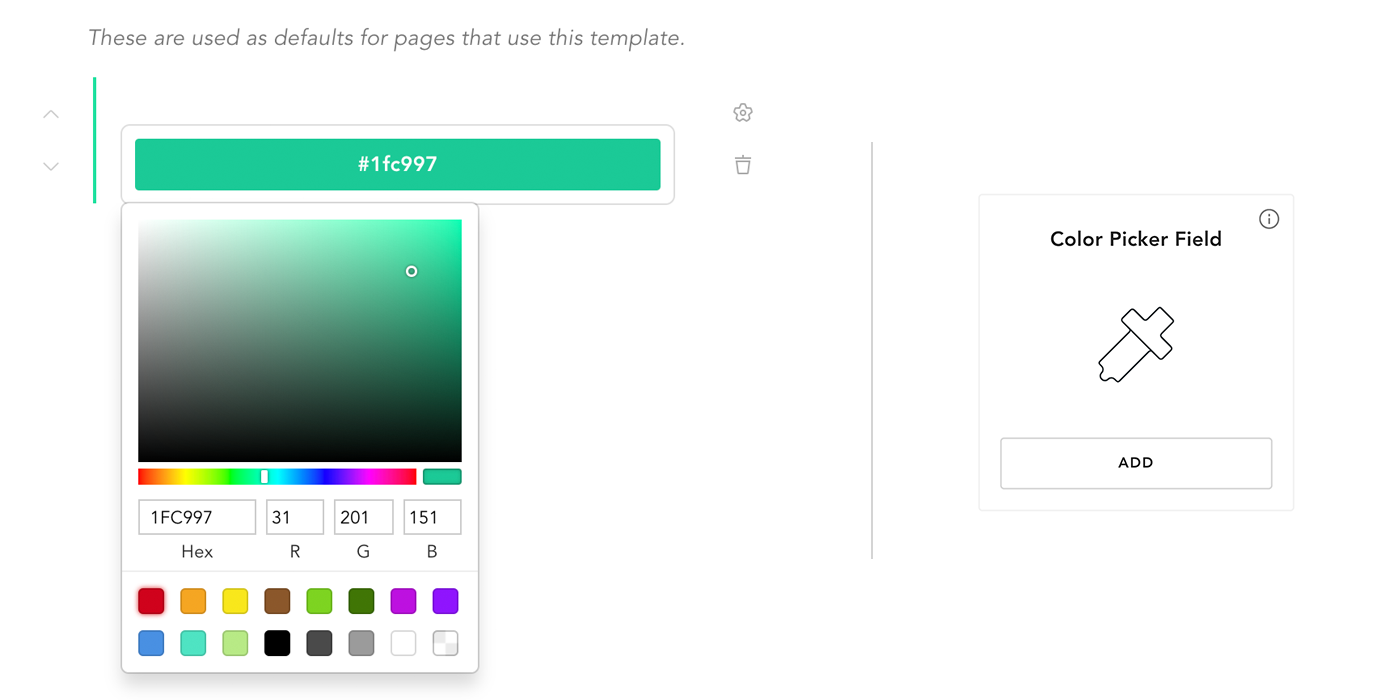 These are used as defaults for pages that use this template.
#1fc997
1FC997 31 201 151
Hex R G B
Color Picker Field
ADD